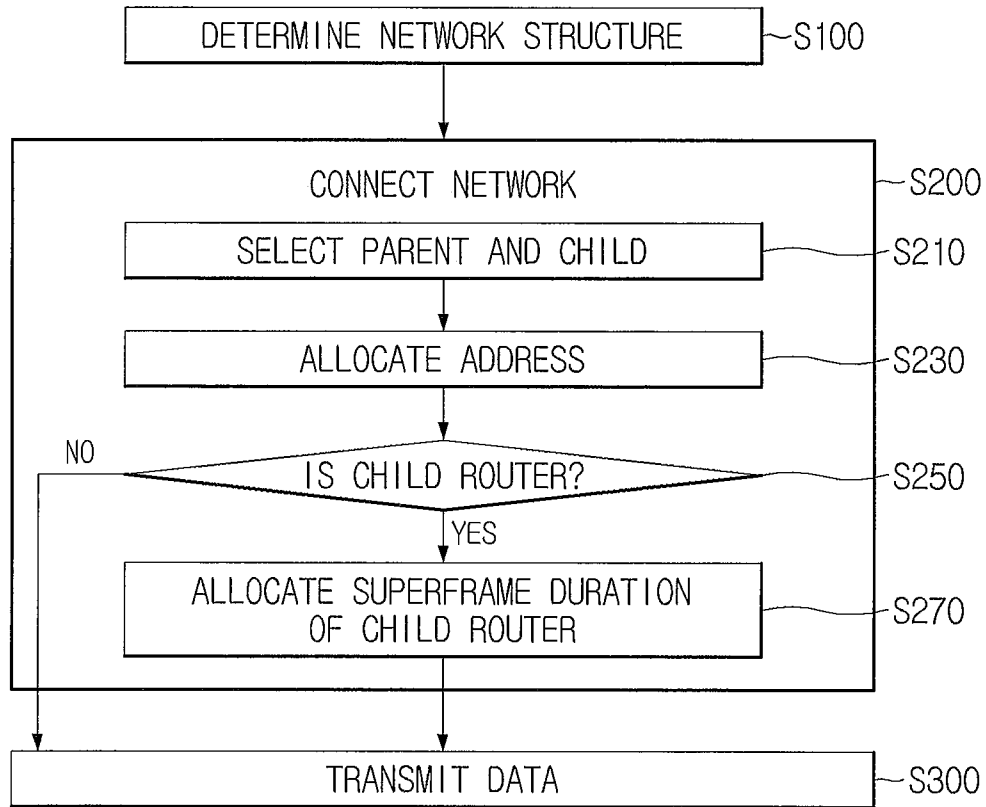 DETERMINE NETWORK STRUCTURE
S100
CONNECT NETWORK
S200
SELECT PARENT AND CHILD
S210
ALLOCATE ADDRESS
S230
NO
IS CHILD ROUTER?
S250
YES
ALLOCATE SUPERFRAME DURATION
OF CHILD ROUTER
S270
TRANSMIT DATA
S300